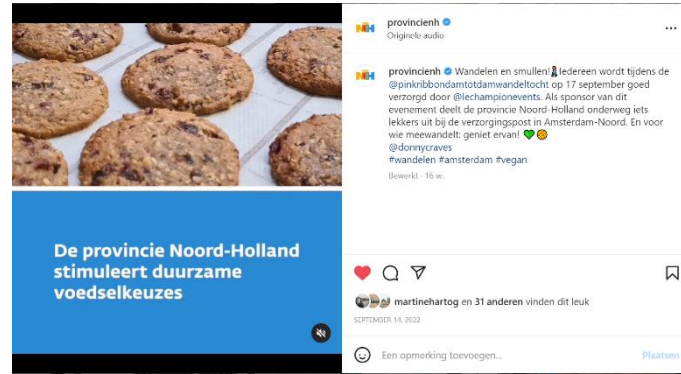 De provincie Noord-Holland
stimuleert duurzame
voedselkeuzes
NH
provincienh
Originele audio
NH
provincienh Wandelen en smullen! Iedereen wordt tijdens de
@pinkribbondamtotdamwandeltocht op 17 september goed
verzorgd door @lechampionevents. Als sponsor van dit
evenement deelt de provincie Noord-Holland onderweg iets
lekkers uit bij de verzorgingspost in Amsterdam-Noord. En voor
wie meewandelt: geniet ervan! 💚🍪
@donnycraves
#wandelen #amsterdam #vegan
Bewerkt · 16 w.
martinehartog en 31 anderen vinden dit leuk
SEPTEMBER 14, 2022
Een opmerking toevoegen...
Plaatsen